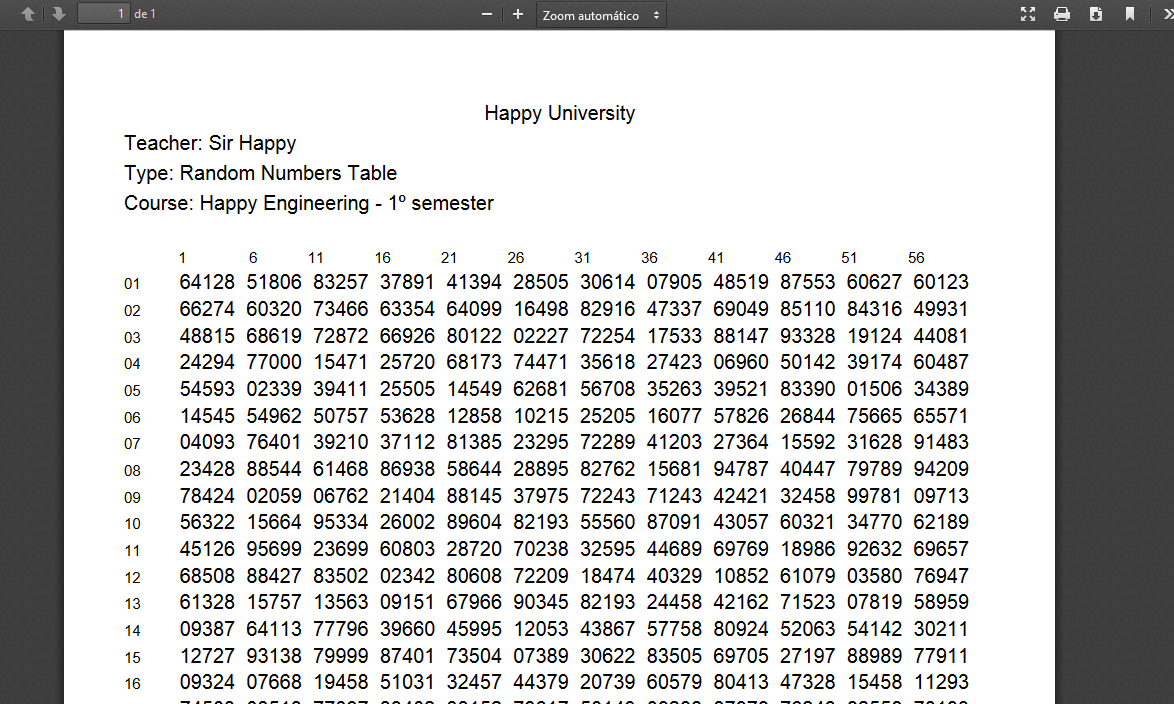 1 de 1 Zoom automático
Happy University
Teacher: Sir Happy
Type: Random Numbers Table
Course: Happy Engineering - 1º semester
1 6 11 16 21 26 31 36 41 46 51 56
01 64128 51806 83257 37891 41394 28505 30614 07905 48519 87553 60627 60123
02 66274 60320 73466 63354 64099 16498 82916 47337 69049 85110 84316 49931
03 48815 68619 72872 66926 80122 02227 72254 17533 88147 93328 19124 44081
04 24294 77000 15471 25720 68173 74471 35618 27423 06960 50142 39174 60487
05 54593 02339 39411 25505 14549 62681 56708 35263 39521 83390 01506 34389
06 14545 54962 50757 53628 12858 10215 25205 16077 57826 26844 75665 65571
07 04093 76401 39210 37112 81385 23295 72289 41203 27364 15592 31628 91483
08 23428 88544 61468 86938 58644 28895 82762 15681 94787 40447 79789 94209
09 78424 02059 06762 21404 88145 37975 72243 71243 42421 32458 99781 09713
10 56322 15664 95334 26002 89604 82193 55560 87091 43057 60321 34770 62189
11 45126 95699 23699 60803 28720 70238 32595 44689 69769 18986 92632 69657
12 68508 88427 83502 02342 80608 72209 18474 40329 10852 61079 03580 76947
13 61328 15757 13563 09151 67966 90345 82193 24458 42162 71523 07819 58959
14 09387 64113 77796 39660 45995 12053 43867 57758 80924 52063 54142 30211
15 12727 93138 79999 87401 73504 07389 30622 83505 69705 27197 88989 77911
16 09324 07668 19458 51031 32457 44379 20739 60579 80413 47328 15458 11293